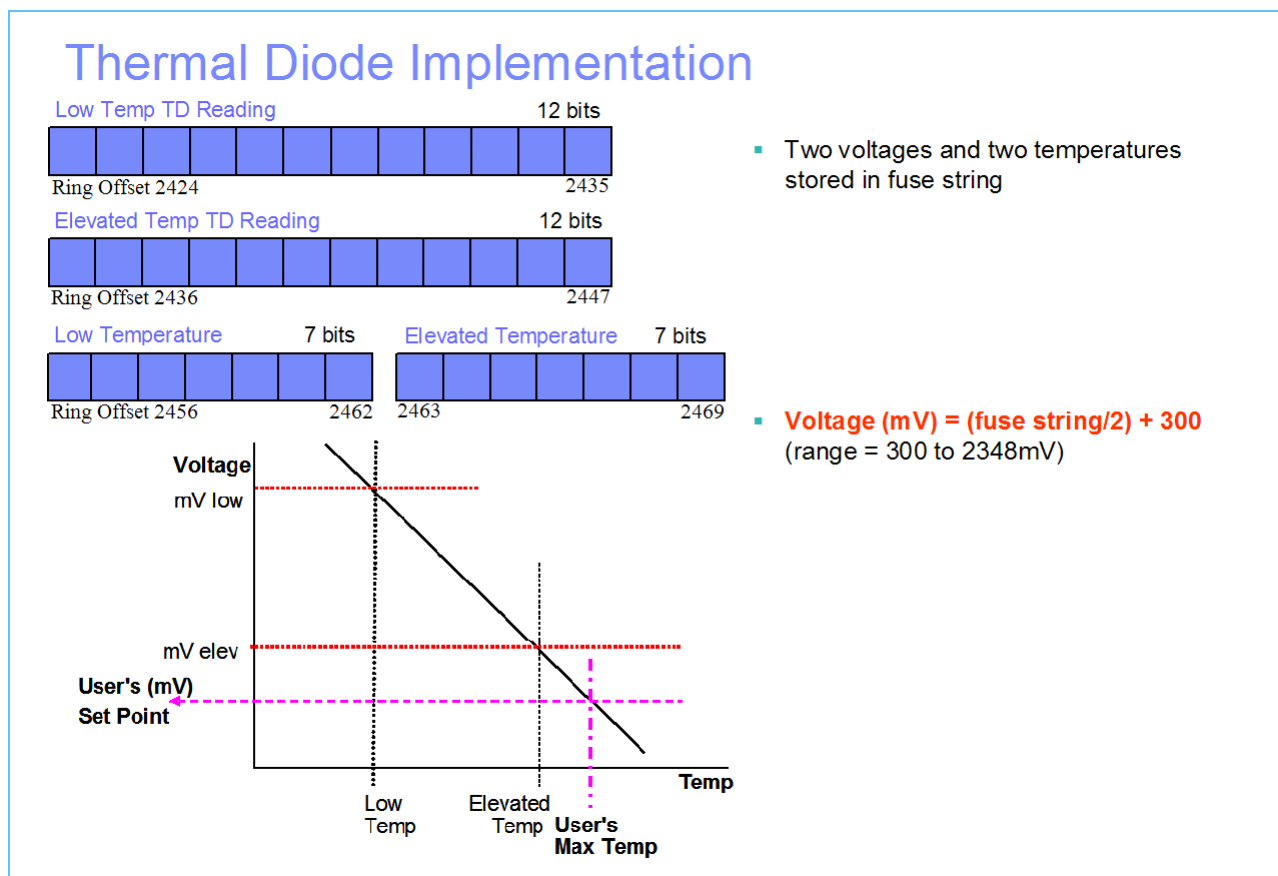 Thermal Diode Implementation
Low Temp TD Reading 12 bits
Ring Offset 2424 2435
Elevated Temp TD Reading 12 bits
Ring Offset 2436 2447
Low Temperature 7 bits Elevated Temperature 7 bits
Ring Offset 2456 2462 2463 2469
▪ Two voltages and two temperatures
stored in fuse string
▪ Voltage (mV) = (fuse string/2) + 300
(range = 300 to 2348mV)
Voltage
mV low
mV elev
User's (mV)
Set Point
Temp
Low
Temp
Elevated
Temp
User's
Max Temp